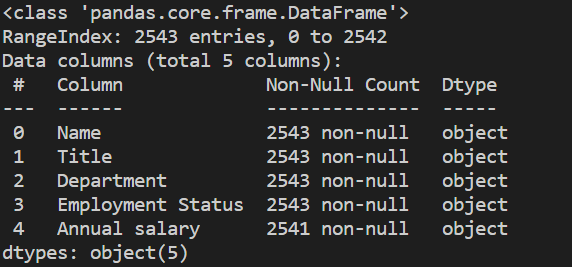 <class 'pandas.core.frame.DataFrame'>
RangeIndex: 2543 entries, 0 to 2542
Data columns (total 5 columns):
 #   Column             Non-Null Count  Dtype
---  ------             --------------  -----
 0   Name               2543 non-null   object
 1   Title              2543 non-null   object
 2   Department         2543 non-null   object
 3   Employment Status  2543 non-null   object
 4   Annual salary      2541 non-null   object
dtypes: object(5)